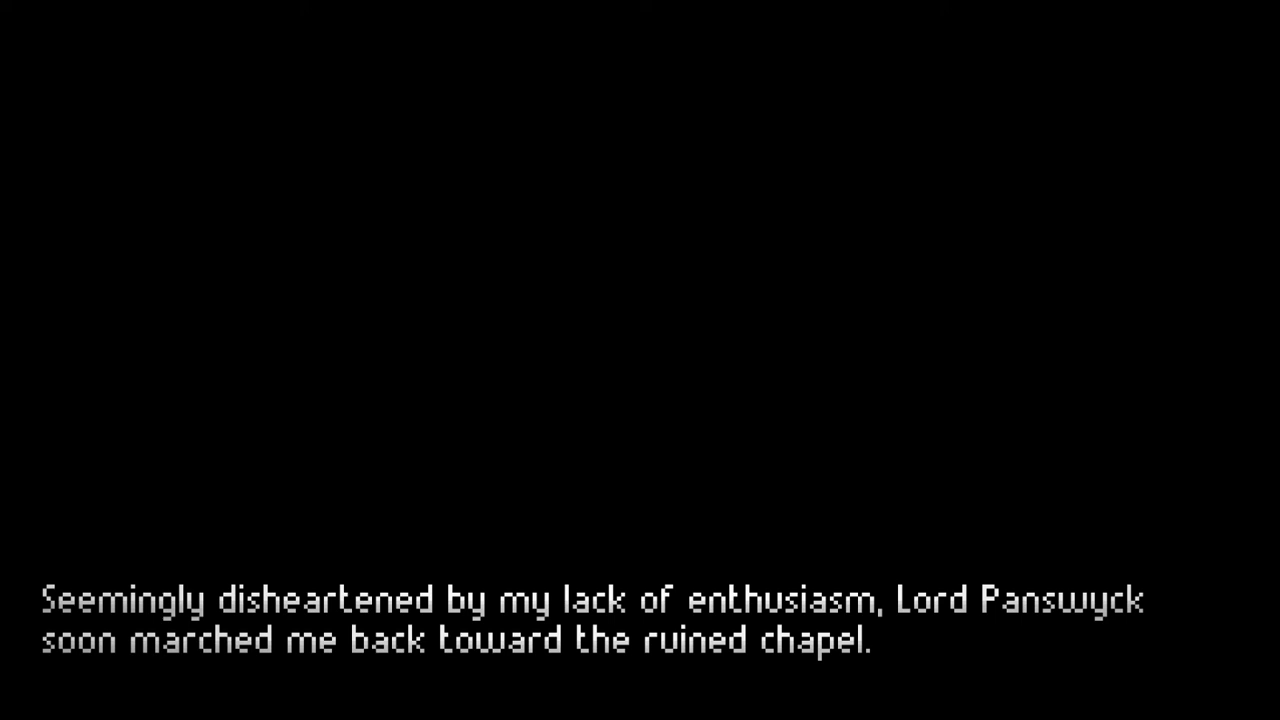 Seemingly disheartened by my lack of enthusiasm, Lord Panswyck
soon marched me back toward the ruined chapel.